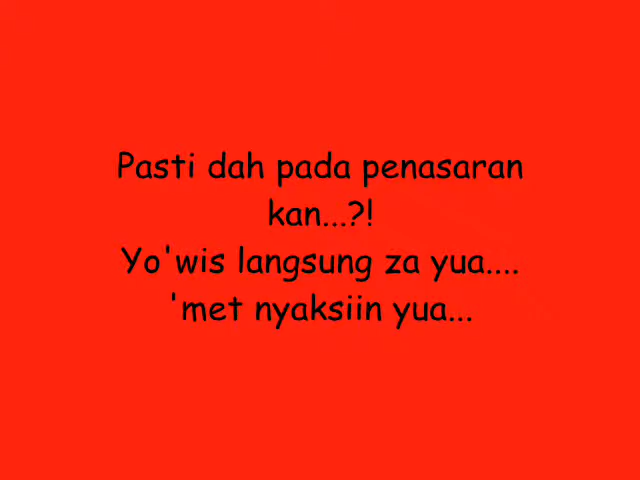 Pasti dah pada penasaran
kan...?!
Yo'wis langsung za yua....
'met nyaksiin yua...